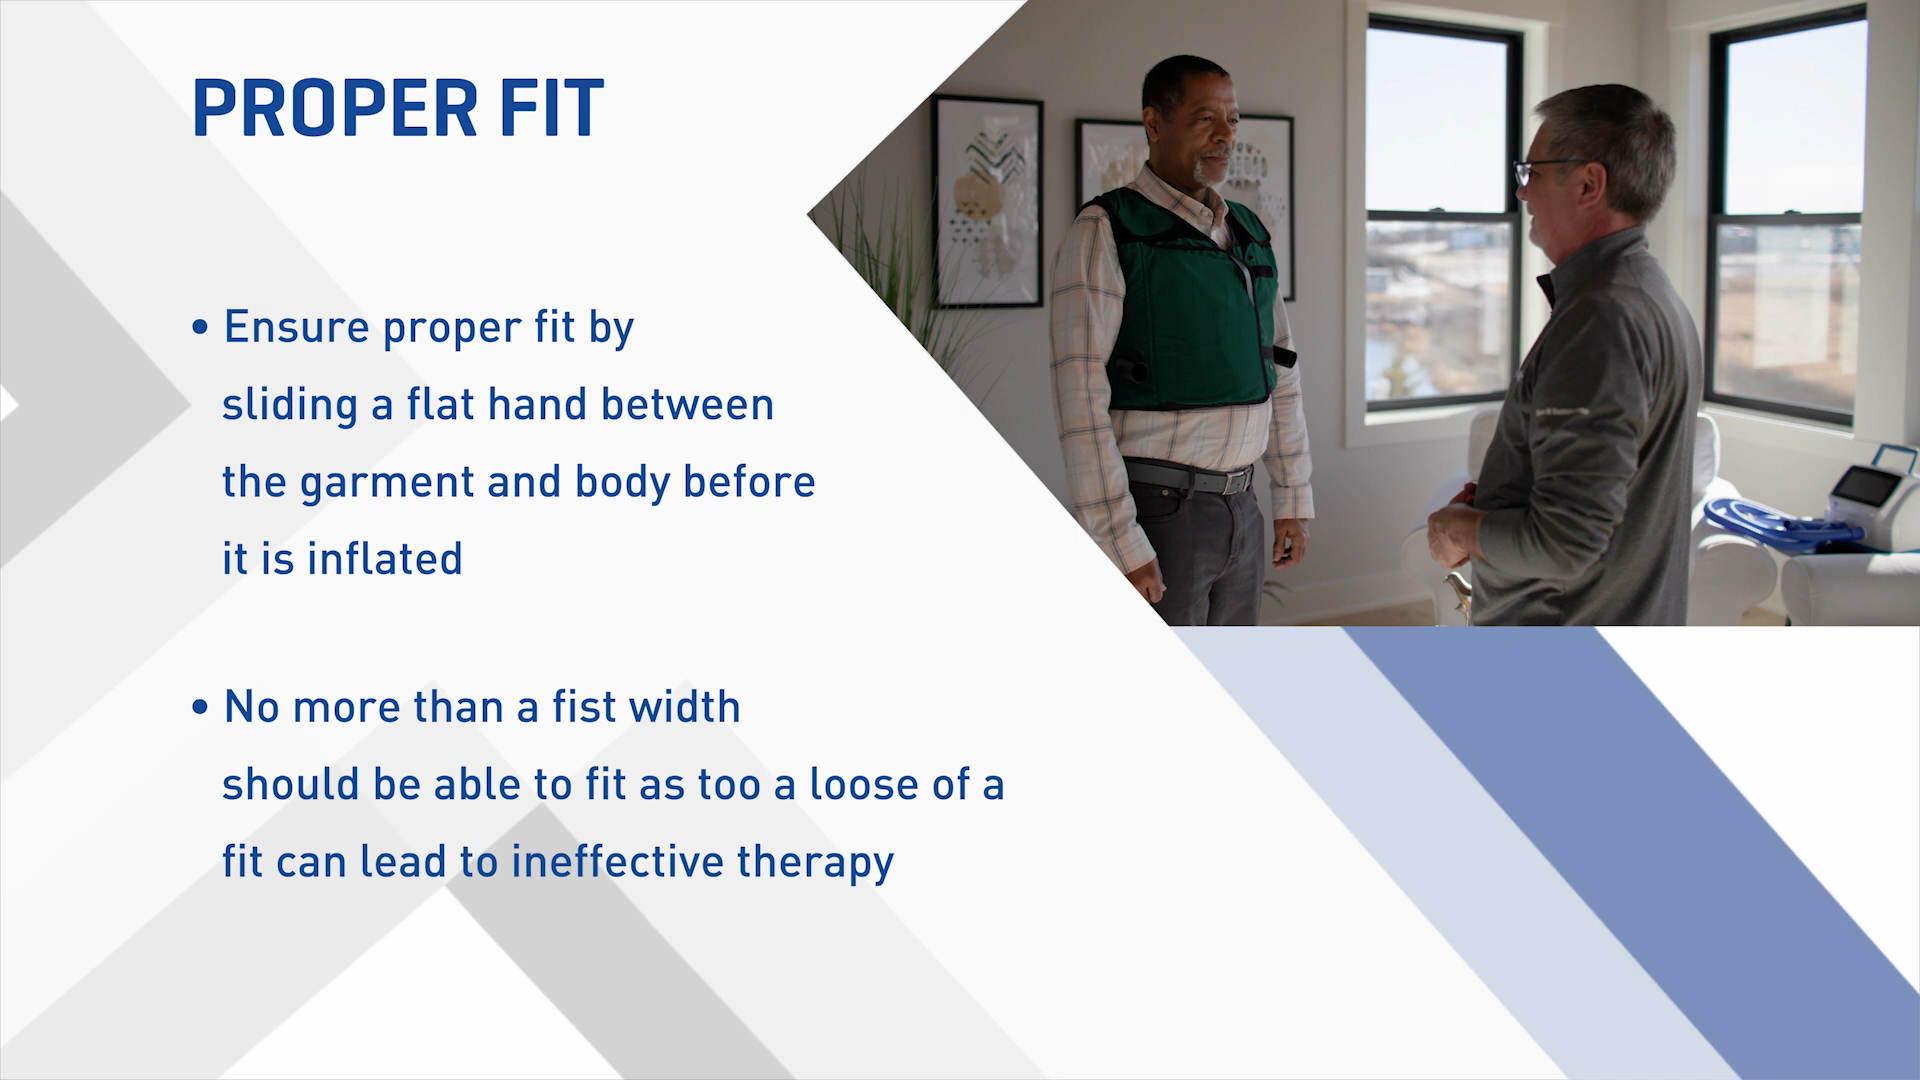 PROPER FIT
• Ensure proper fit by
sliding a flat hand between
the garment and body before
it is inflated
• No more than a fist width
should be able to fit as too a loose of a
fit can lead to ineffective therapy